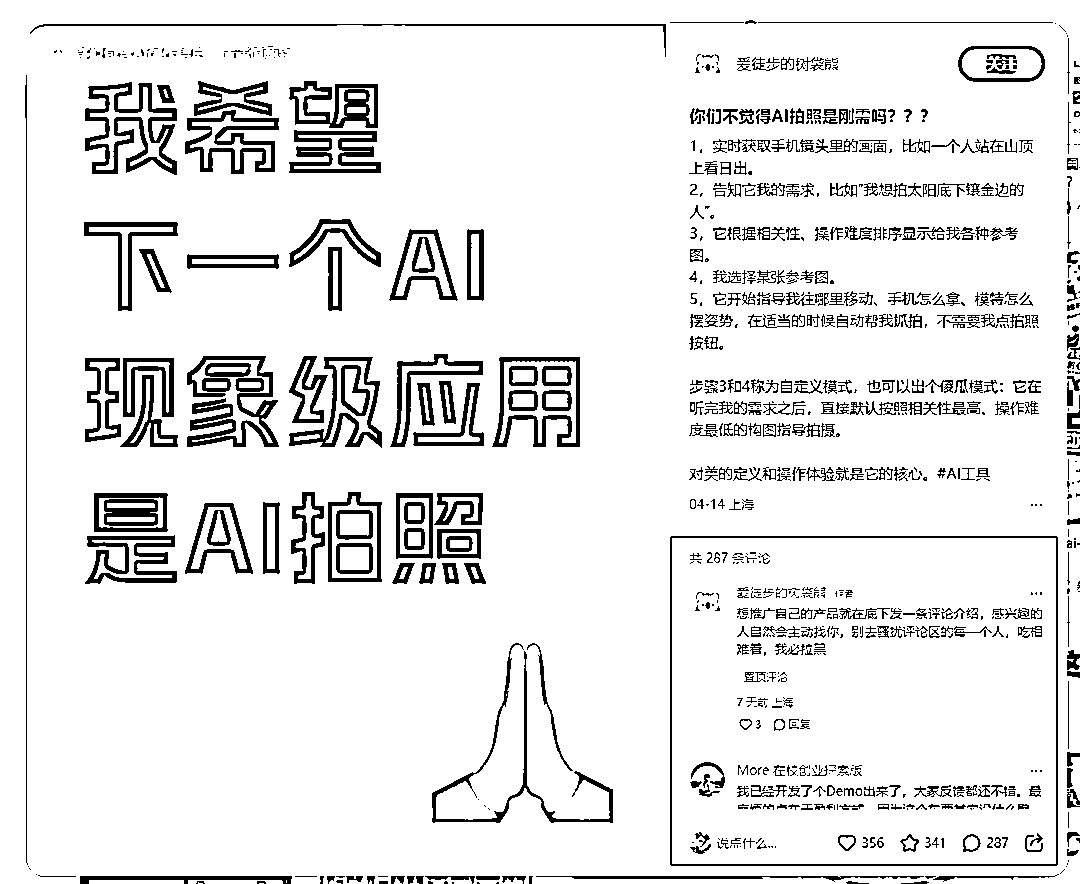 我希望
下一个AI
现象级应用
是AI拍照
爱徒步的树袋熊
关注
你们不觉得AI拍照是刚需吗？？？
1，实时获取手机镜头里的画面，比如一个人站在山顶
上看日出。
2，告知它我的需求，比如“我想拍太阳底下镶金边的
人”。
3，它根据相关性、操作难度排序显示给我各种参考
图。
4，我选择某张参考图。
5，它开始指导我往哪里移动、手机怎么拿、模特怎么
摆姿势，在适当的时候自动帮我抓拍，不需要我点拍照
按钮。
步骤3和4称为自定义模式，也可以出个傻瓜模式：它在
听完我的需求之后，直接默认按照相关性最高、操作难
度最低的构图指导拍摄。
对美的定义和操作体验就是它的核心。#AI工具
04-14 上海
共 287 条评论
爱徒步的树袋熊 作者
想推广自己的产品就在底下发一条评论介绍，感兴趣的
人自然会主动找你，别去骚扰评论区的每一个人，吃相
难看，我必拉黑
置顶评论
7 天前 上海
3 回复
More 在校创业探索版
我已经开发了个Demo出来了，大家反馈都还不错。最
说点什么...
356 341 287